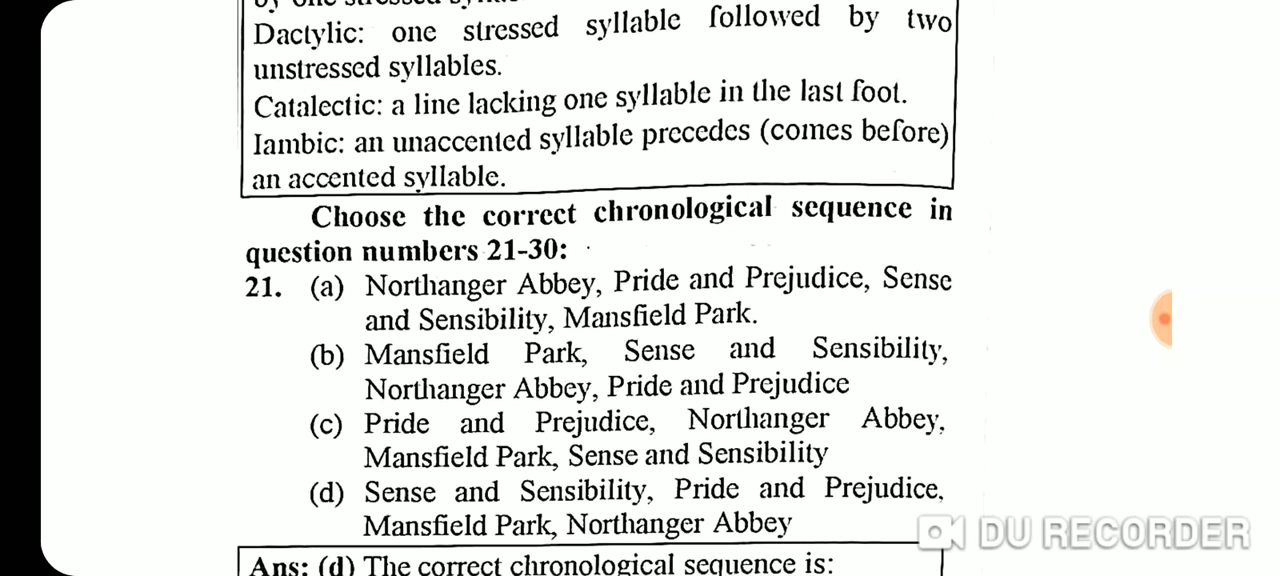 by one stressed
Dactylic: one stressed syllable followed by two
unstressed syllables.
Catalectic: a line lacking one syllable in the last foot.
Iambic: an unaccented syllable precedes (comes before)
an accented syllable.
Choose the correct chronological sequence in
question numbers 21-30:
21. (a) Northanger Abbey, Pride and Prejudice, Sense
and Sensibility, Mansfield Park.
(b) Mansfield Park, Sense and Sensibility,
Northanger Abbey, Pride and Prejudice
(c) Pride and Prejudice, Northanger Abbey,
Mansfield Park, Sense and Sensibility
(d) Sense and Sensibility, Pride and Prejudice,
Mansfield Park, Northanger Abbey
DU RECORDER
Ans: (d) The correct chronological sequence is: